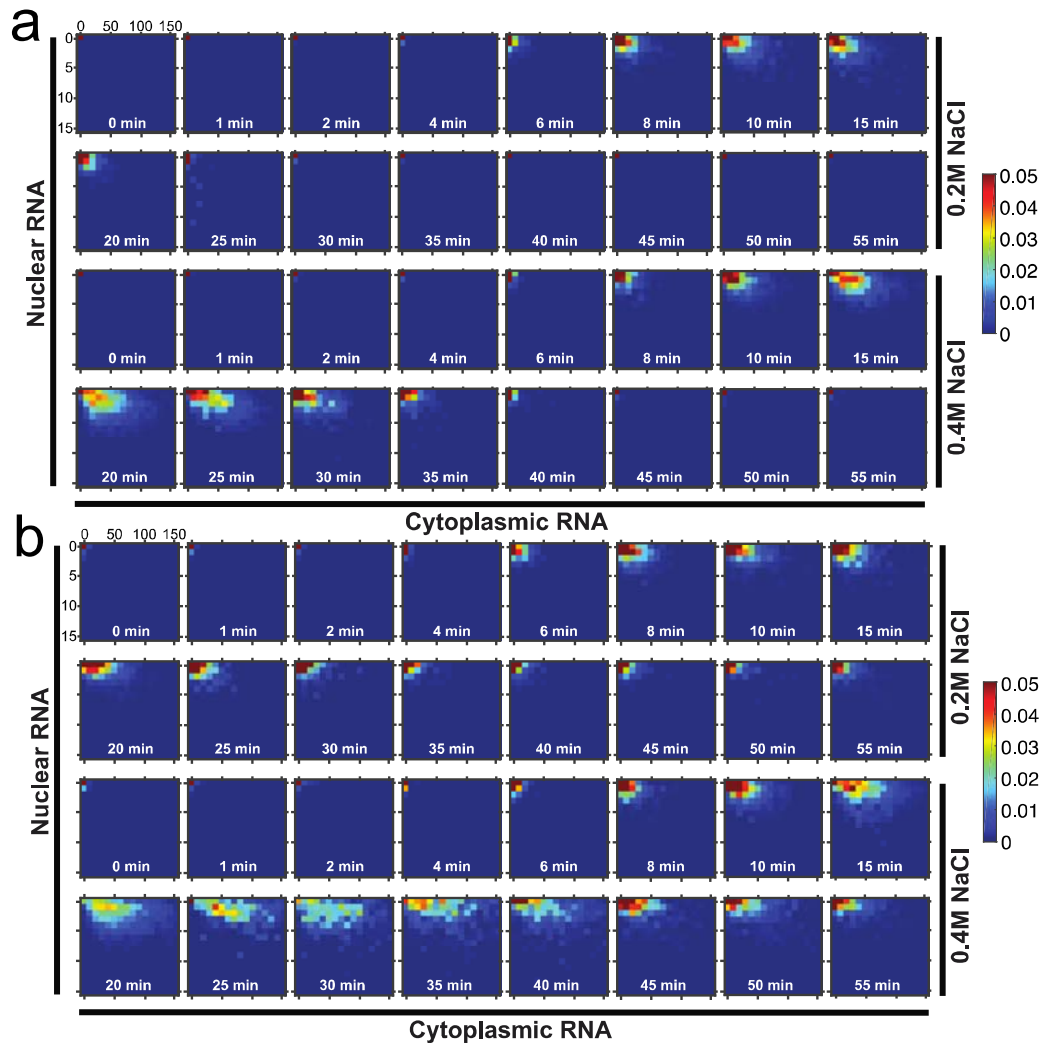 a
0 50 100 150
0
5
10
15
0 min 1 min 2 min 4 min 6 min 8 min 10 min 15 min
20 min 25 min 30 min 35 min 40 min 45 min 50 min 55 min
0 min 1 min 2 min 4 min 6 min 8 min 10 min 15 min
20 min 25 min 30 min 35 min 40 min 45 min 50 min 55 min
Nuclear RNA
Cytoplasmic RNA
0.2M NaCl
0.4M NaCl
0.05
0.04
0.03
0.02
0.01
0
b
0 50 100 150
0
5
10
15
0 min 1 min 2 min 4 min 6 min 8 min 10 min 15 min
20 min 25 min 30 min 35 min 40 min 45 min 50 min 55 min
0 min 1 min 2 min 4 min 6 min 8 min 10 min 15 min
20 min 25 min 30 min 35 min 40 min 45 min 50 min 55 min
Nuclear RNA
Cytoplasmic RNA
0.2M NaCl
0.4M NaCl
0.05
0.04
0.03
0.02
0.01
0